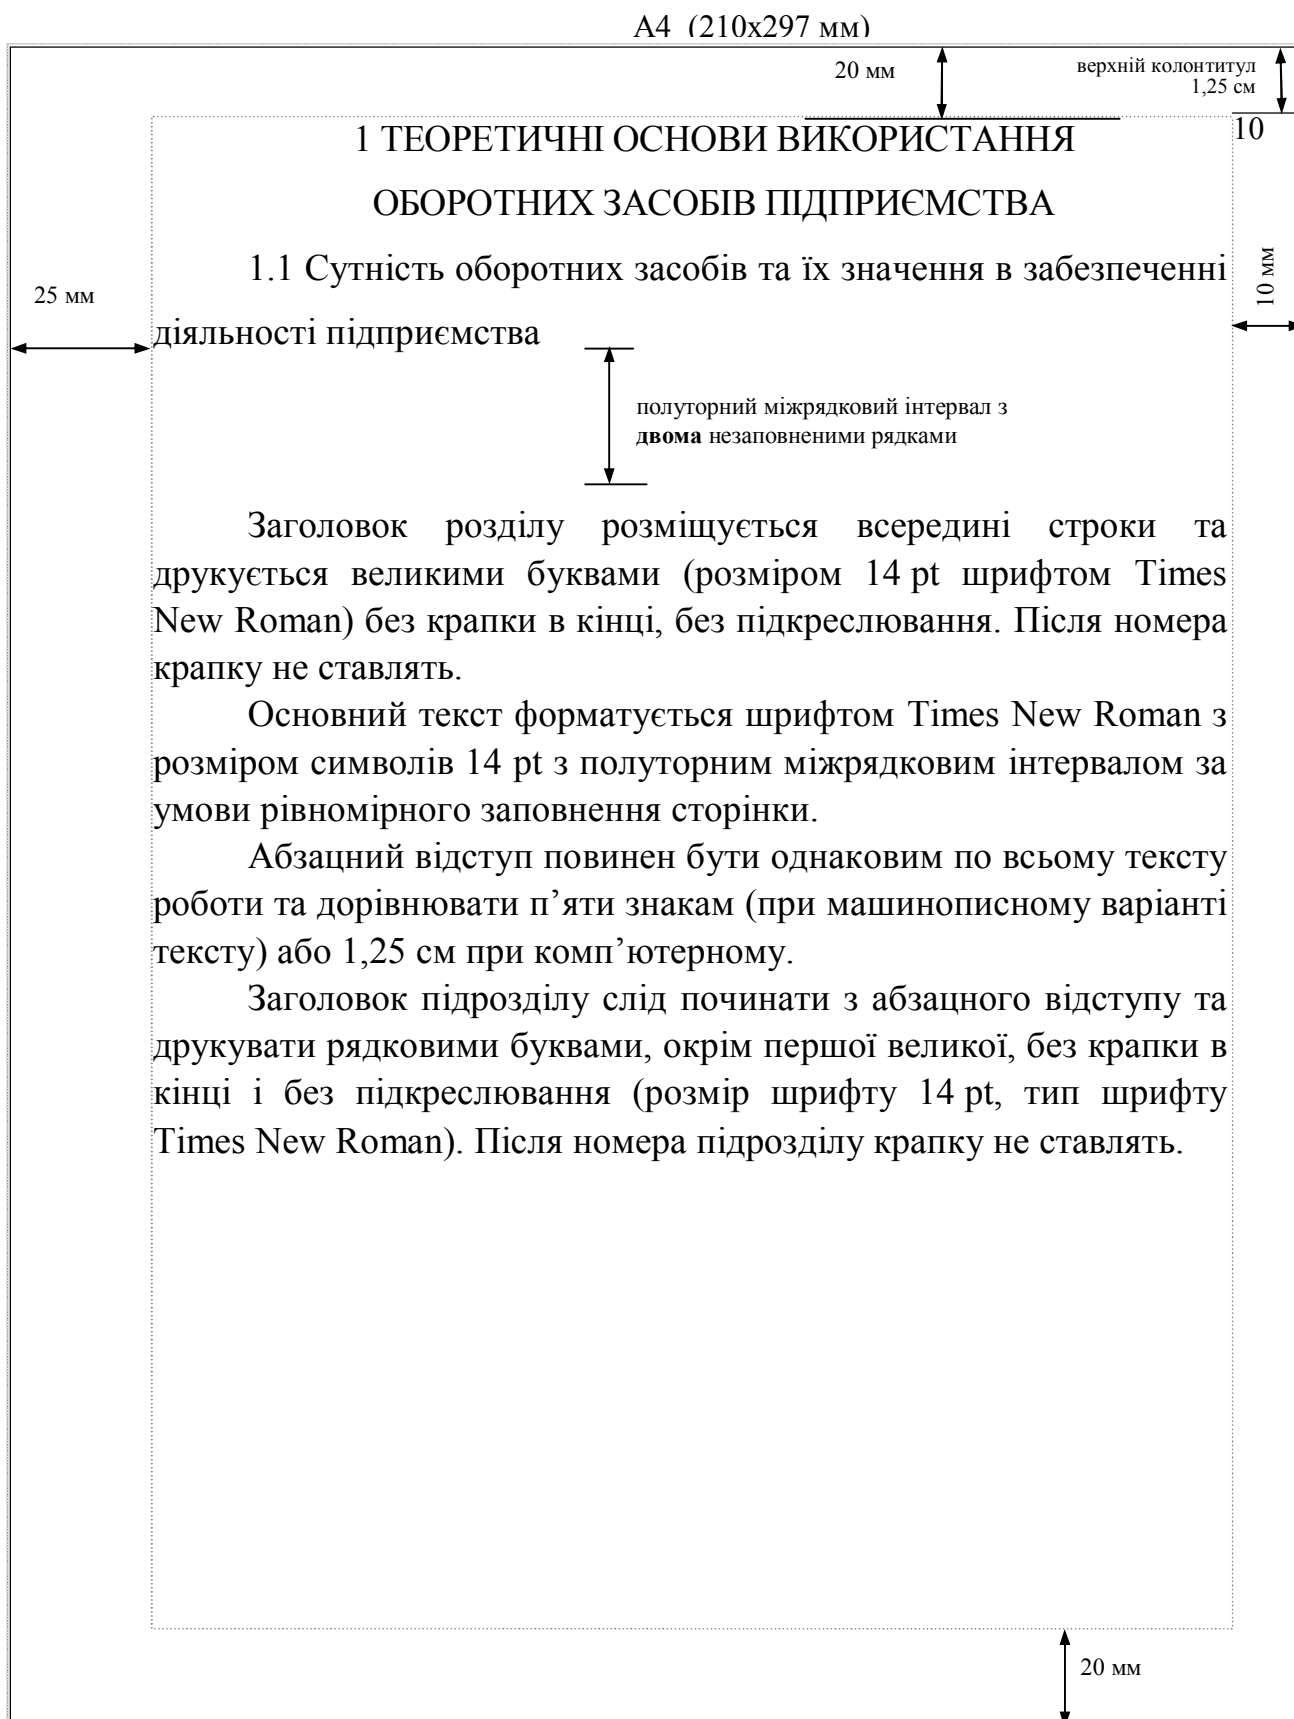 А4 (210х297 мм)
20 мм
верхній колонтитул
1,25 см
10
1 ТЕОРЕТИЧНІ ОСНОВИ ВИКОРИСТАННЯ
ОБОРОТНИХ ЗАСОБІВ ПІДПРИЄМСТВА
1.1 Сутність оборотних засобів та їх значення в забезпеченні
діяльності підприємства
25 мм
10 мм
полуторний міжрядковий інтервал з
двома незаповненими рядками
Заголовок розділу розміщується всередині строки та
друкується великими буквами (розміром 14 pt шрифтом Times
New Roman) без крапки в кінці, без підкреслювання. Після номера
крапку не ставлять.
Основний текст форматується шрифтом Times New Roman з
розміром символів 14 pt з полуторним міжрядковим інтервалом за
умови рівномірного заповнення сторінки.
Абзацний відступ повинен бути однаковим по всьому тексту
роботи та дорівнювати п’яти знакам (при машинописному варіанті
тексту) або 1,25 см при комп’ютерному.
Заголовок підрозділу слід починати з абзацного відступу та
друкувати рядковими буквами, окрім першої великої, без крапки в
кінці і без підкреслювання (розмір шрифту 14 pt, тип шрифту
Times New Roman). Після номера підрозділу крапку не ставлять.
20 мм